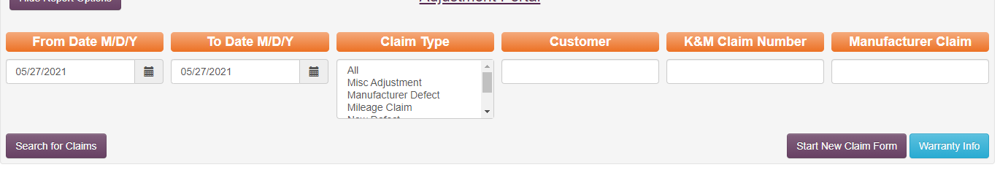 Hide Report Options
Adjustment Portal
From Date M/D/Y
To Date M/D/Y
Claim Type
Customer
K&M Claim Number
Manufacturer Claim
05/27/2021
05/27/2021
All
Misc Adjustment
Manufacturer Defect
Mileage Claim
New Defect
Search for Claims
Start New Claim Form
Warranty Info